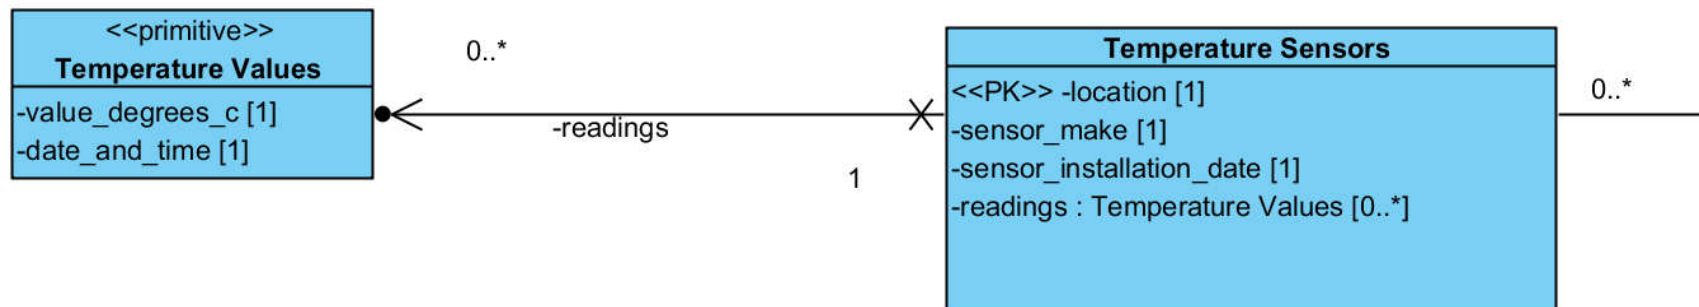 <<primitive>>
Temperature Values
-value_degrees_c [1]
-date_and_time [1]
0..*
-readings
1
Temperature Sensors
<<PK>> -location [1]
-sensor_make [1]
-sensor_installation_date [1]
-readings : Temperature Values [0..*]
0..*